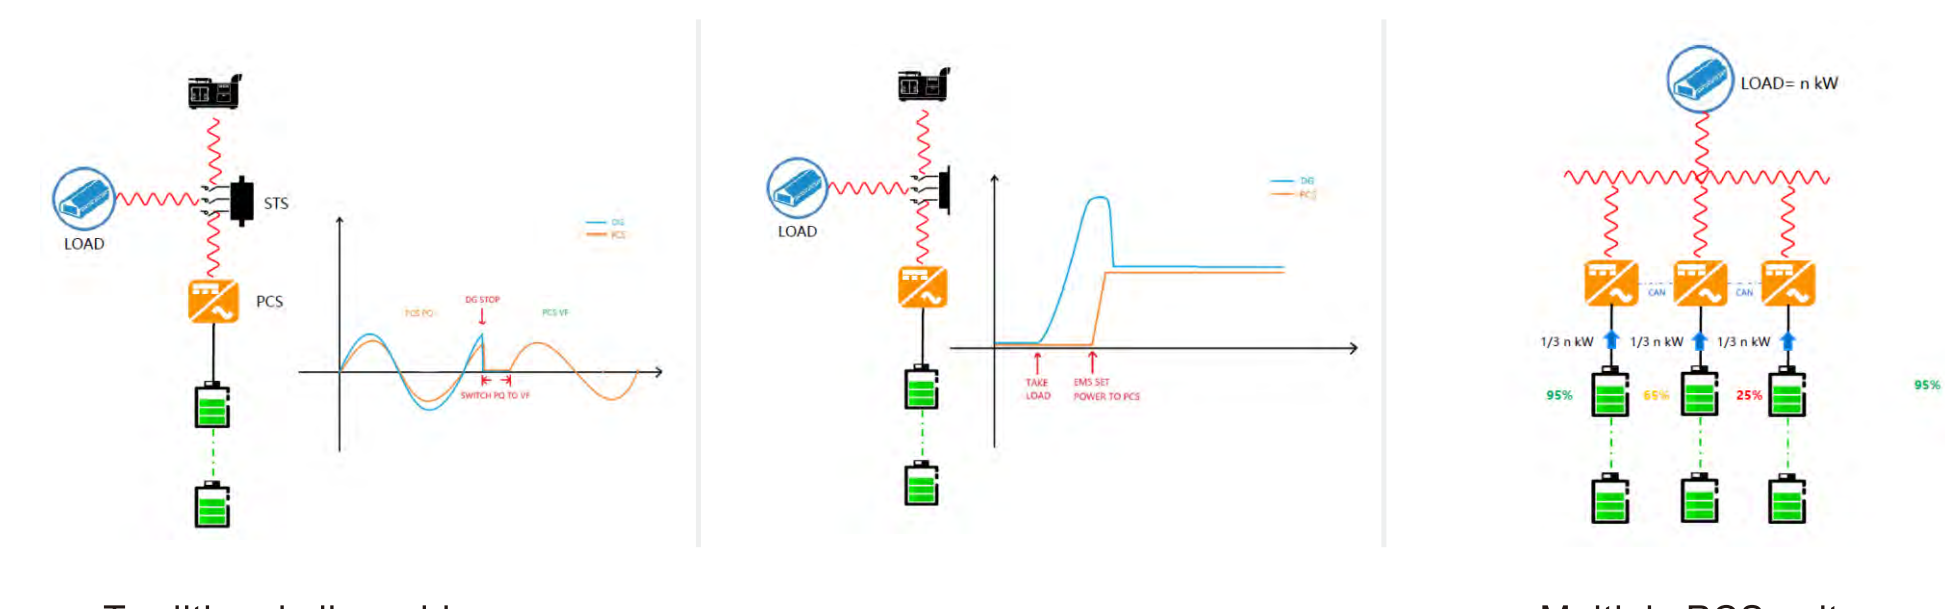 STS
LOAD
PCS
DG
PCS
PCS PQ
DG STOP
PCS VF
SWITCH PQ TO VF
LOAD
DG
PCS
TAKE
LOAD
EMS SET
POWER TO PCS
LOAD= n kW
CAN
CAN
1/3 n kW
1/3 n kW
1/3 n kW
95%
65%
25%
95%